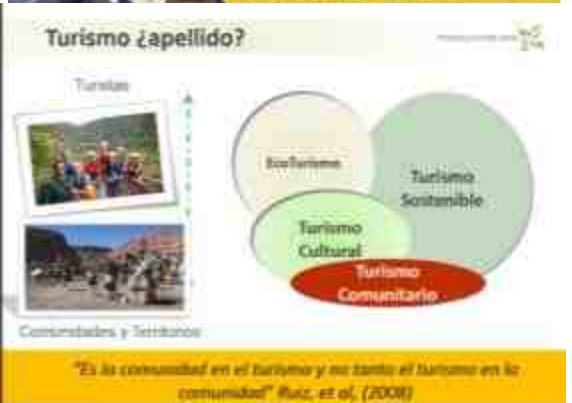 Turismo ¿apellido?
Turistas
EcoTurismo
Turismo
Sostenible
Turismo
Cultural
Turismo
Comunitario
Comunidades y Territorios
"Es la comunidad en el turismo y no tanto el turismo en la
comunidad" Ruiz, et al, (2008)